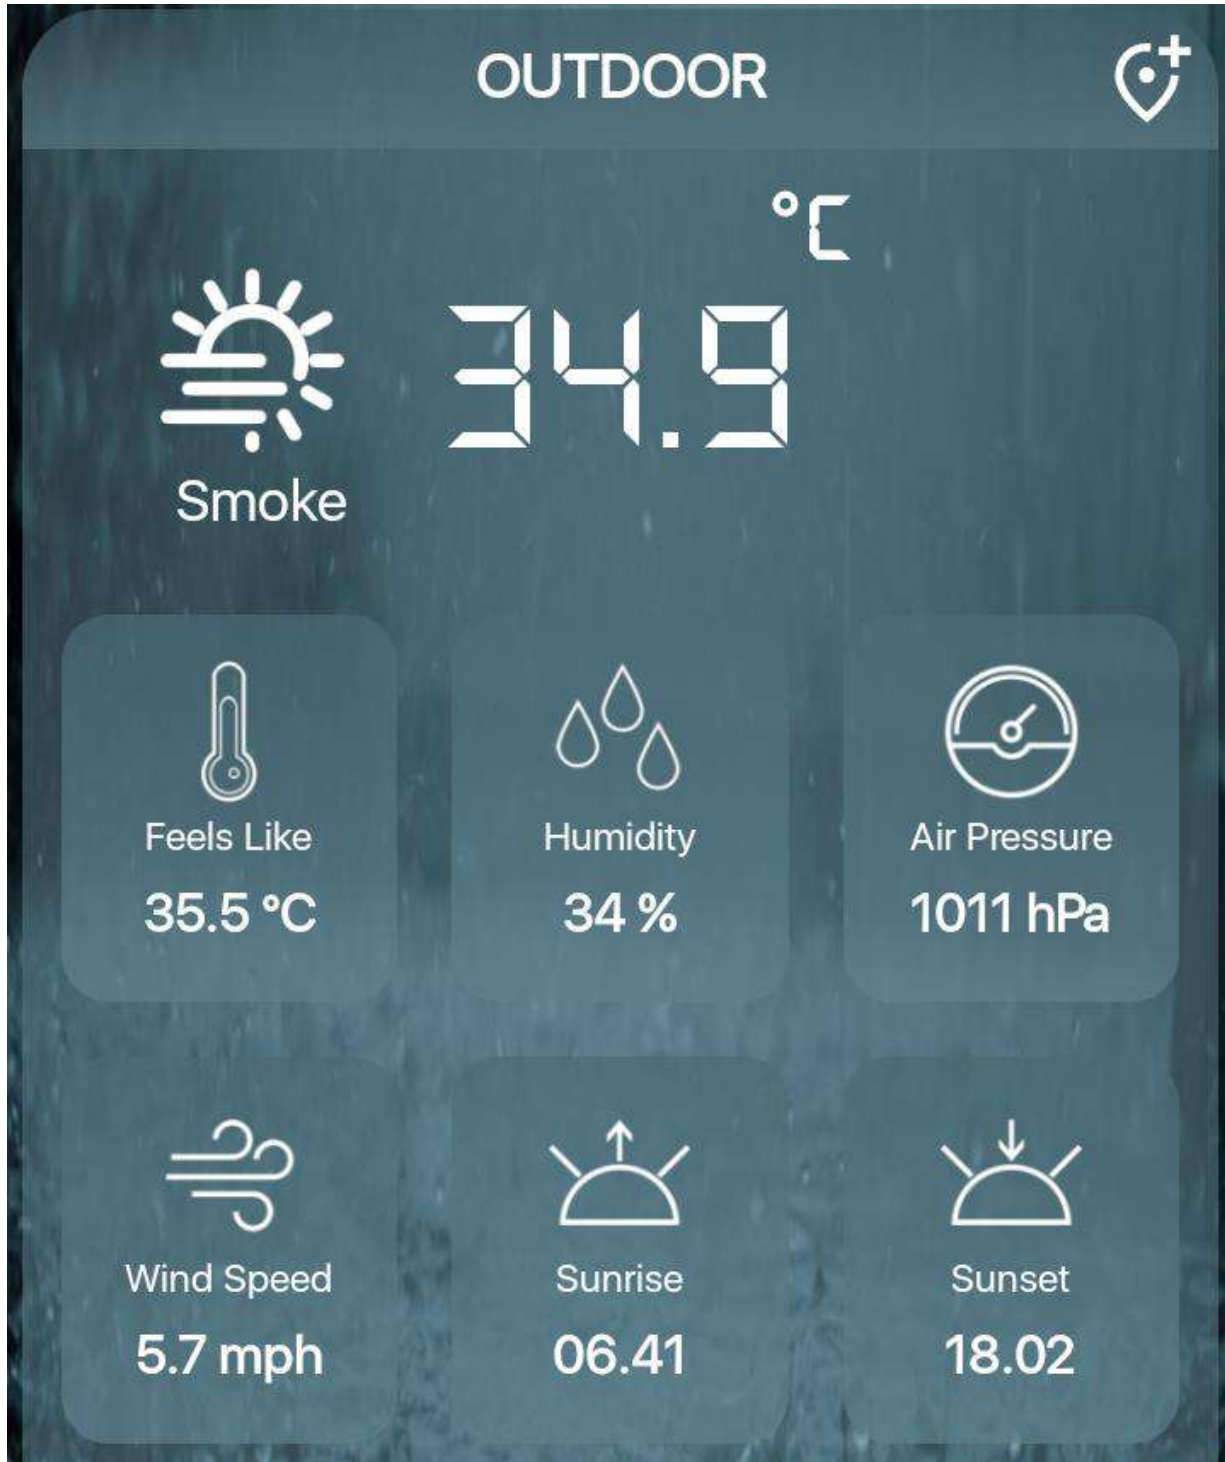 OUTDOOR
°C
34.9
Smoke
Feels Like
35.5 °C
Humidity
34 %
Air Pressure
1011 hPa
Wind Speed
5.7 mph
Sunrise
06.41
Sunset
18.02